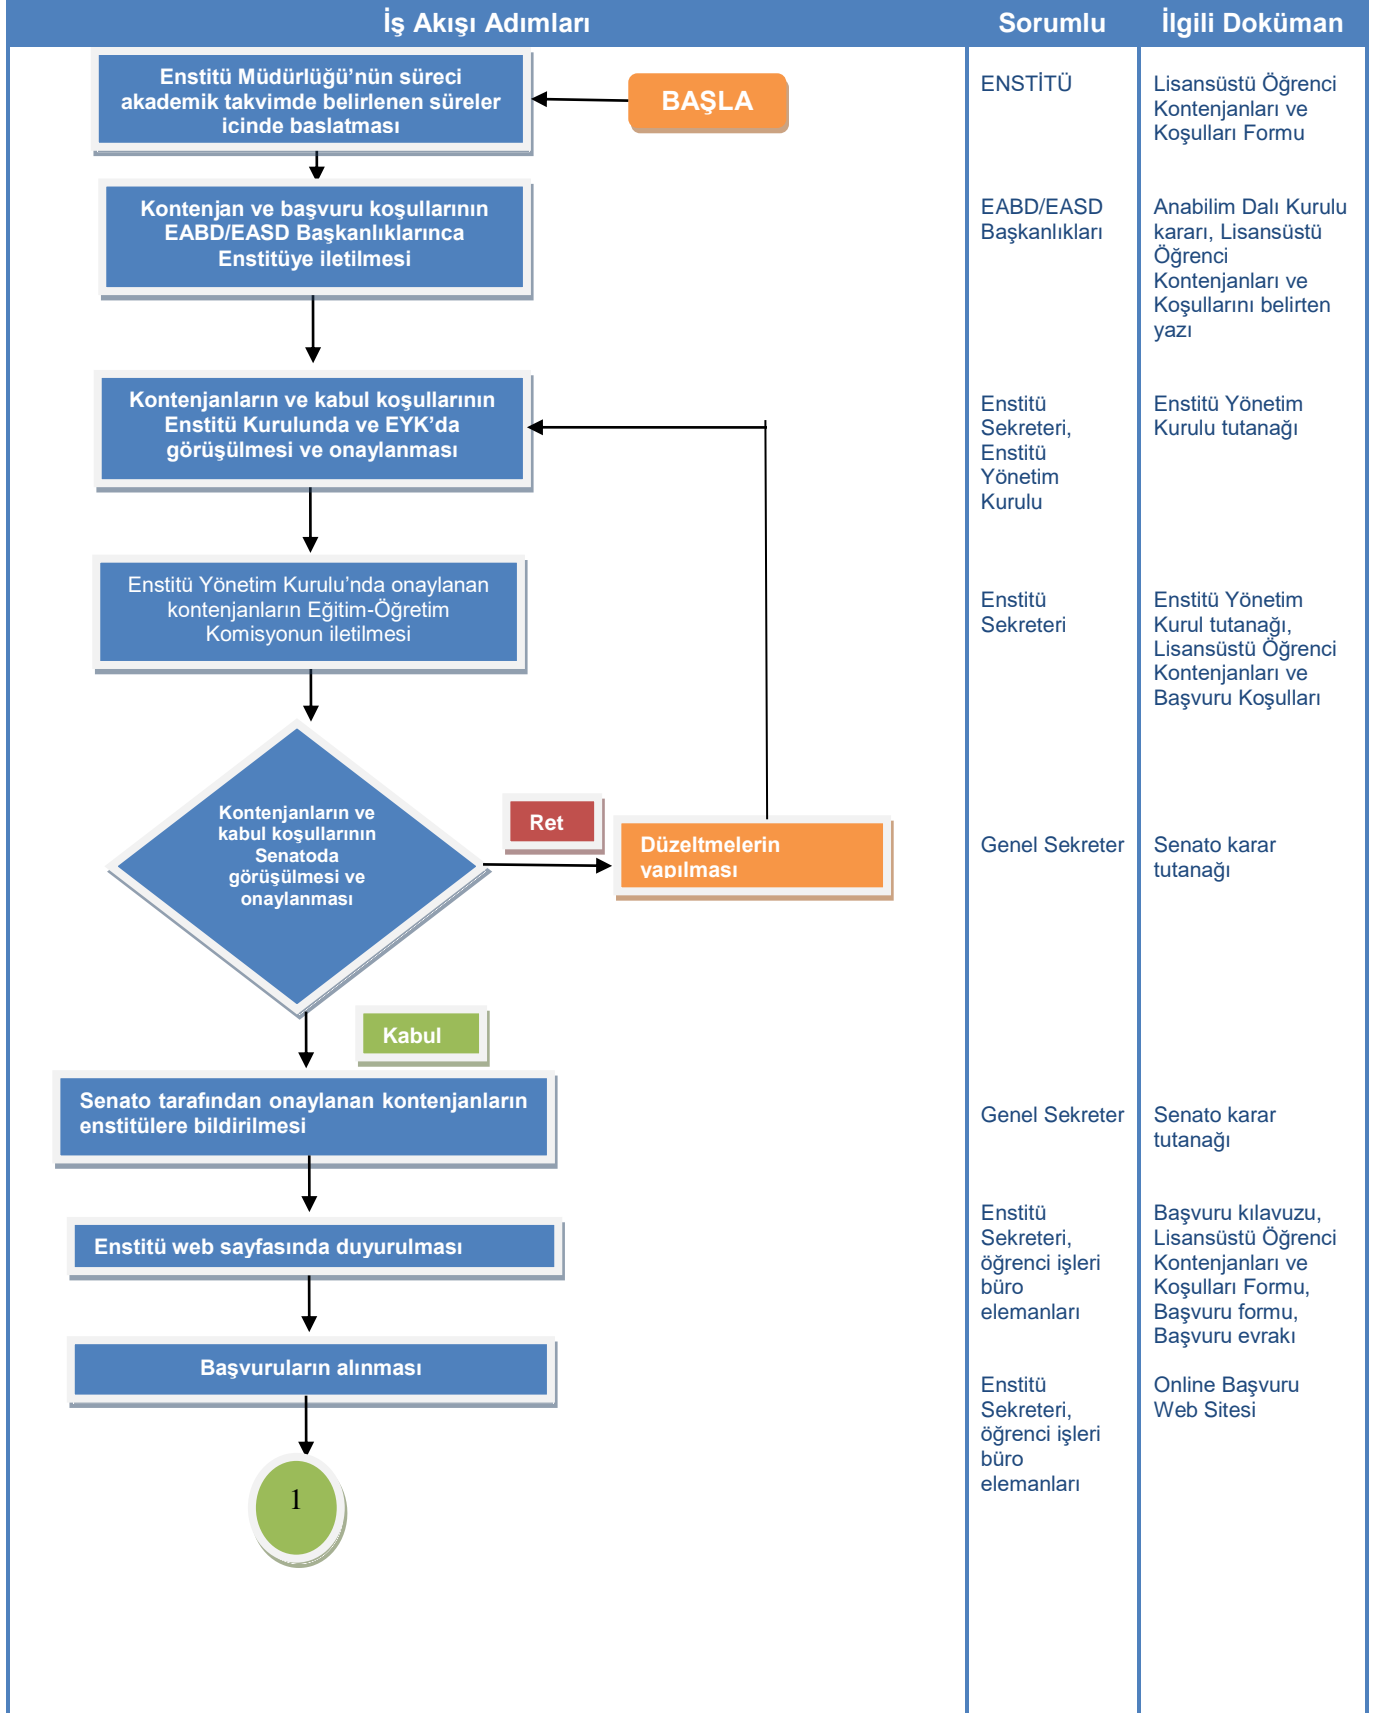 İş Akışı Adımları
Sorumlu
İlgili Doküman
Enstitü Müdürlüğü’nün süreci
akademik takvimde belirlenen süreler
icinde baslatması
BAŞLA
ENSTİTÜ
Lisansüstü Öğrenci
Kontenjanları ve
Koşulları Formu
Kontenjan ve başvuru koşullarının
EABD/EASD Başkanlıklarınca
Enstitüye iletilmesi
EABD/EASD
Başkanlıkları
Anabilim Dalı Kurulu
kararı, Lisansüstü
Öğrenci
Kontenjanları ve
Koşullarını belirten
yazı
Kontenjanların ve kabul koşullarının
Enstitü Kurulunda ve EYK’da
görüşülmesi ve onaylanması
Enstitü
Sekreteri,
Enstitü
Yönetim
Kurulu
Enstitü Yönetim
Kurulu tutanağı
Enstitü Yönetim Kurulu’nda onaylanan
kontenjanların Eğitim-Öğretim
Komisyonun iletilmesi
Enstitü
Sekreteri
Enstitü Yönetim
Kurul tutanağı,
Lisansüstü Öğrenci
Kontenjanları ve
Başvuru Koşulları
Kontenjanların ve
kabul koşullarının
Senatoda
görüşülmesi ve
onaylanması
Ret
Düzeltmelerin
yapılması
Genel Sekreter
Senato karar
tutanağı
Kabul
Senato tarafından onaylanan kontenjanların
enstitülere bildirilmesi
Genel Sekreter
Senato karar
tutanağı
Enstitü web sayfasında duyurulması
Enstitü
Sekreteri,
öğrenci işleri
büro
elemanları
Başvuru kılavuzu,
Lisansüstü Öğrenci
Kontenjanları ve
Koşulları Formu,
Başvuru formu,
Başvuru evrakı
Başvuruların alınması
Enstitü
Sekreteri,
öğrenci işleri
büro
elemanları
Online Başvuru
Web Sitesi
1